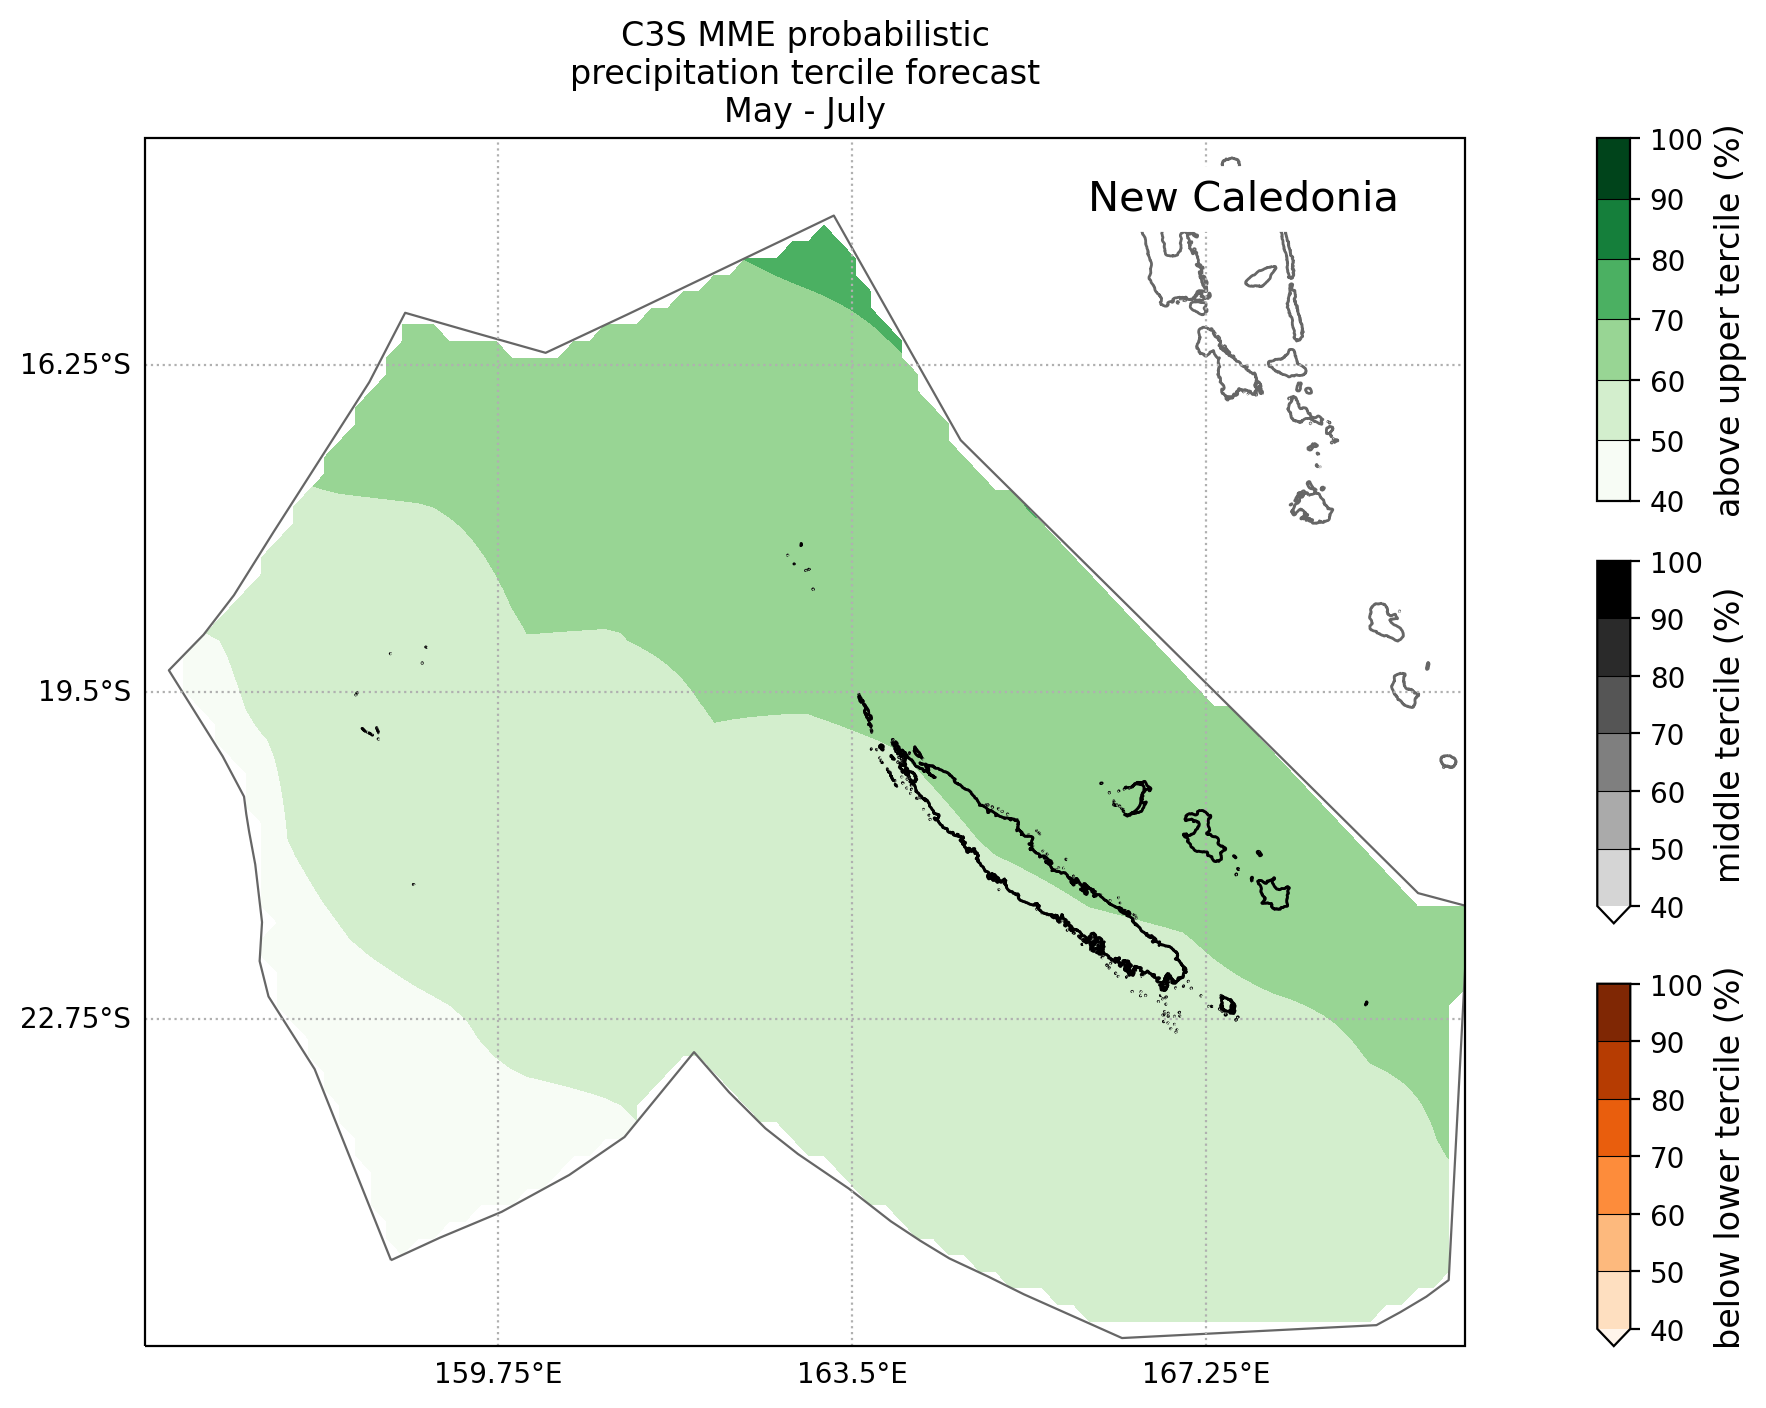 C3S MME probabilistic
precipitation tercile forecast
May - July
New Caledonia
16.25°S
19.5°S
22.75°S
159.75°E
163.5°E
167.25°E
100
90
80
70
60
50
40
above upper tercile (%)
100
90
80
70
60
50
40
middle tercile (%)
100
90
80
70
60
50
40
below lower tercile (%)